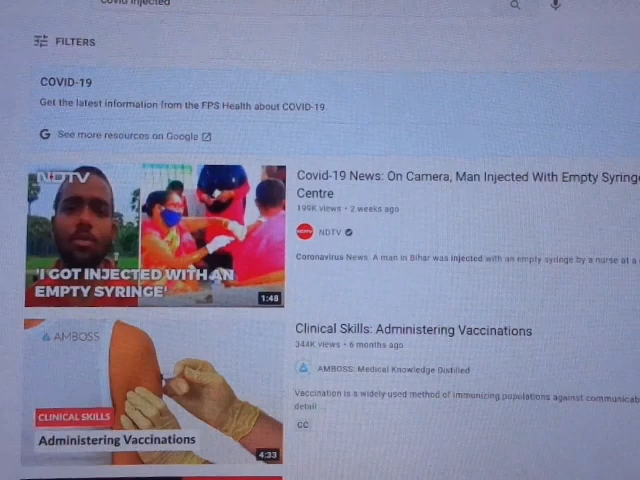 Covid injected
FILTERS
COVID-19
Get the latest information from the FPS Health about COVID-19.
G See more resources on Google
NDTV
'I GOT INJECTED WITH AN
EMPTY SYRINGE'
1:48
Covid-19 News: On Camera, Man Injected With Empty Syringe
Centre
199K views • 2 weeks ago
NDTV
Coronavirus News: A man in Bihar was injected with an empty syringe by a nurse at a
AMBOSS
CLINICAL SKILLS
Administering Vaccinations
4:33
Clinical Skills: Administering Vaccinations
344K views • 6 months ago
AMBOSS: Medical Knowledge Distilled
Vaccination is a widely-used method of immunizing populations against communicab
detail ...
CC